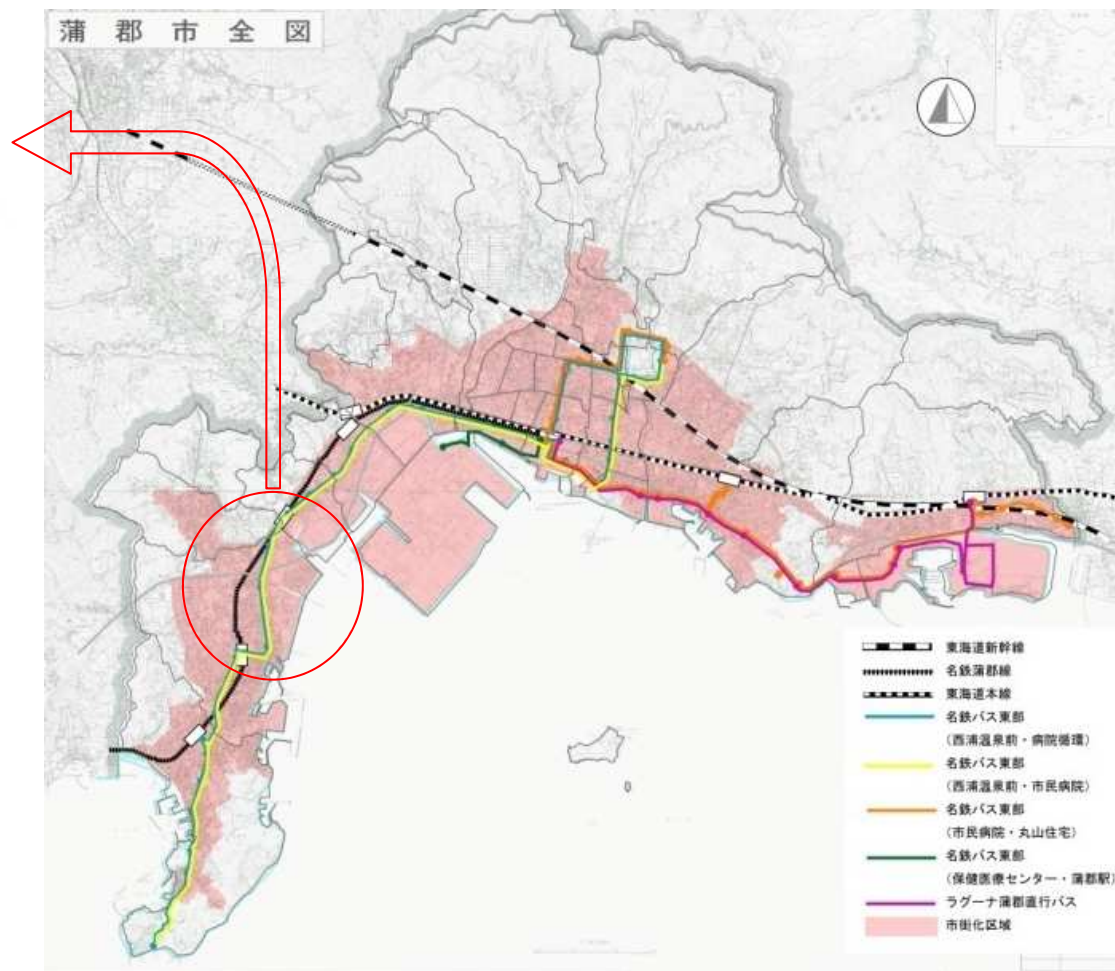 蒲郡市全図
東海道新幹線
名鉄蒲郡線
東海道本線
名鉄バス東部
（西浦温泉前・病院循環）
名鉄バス東部
（西浦温泉前・市民病院）
名鉄バス東部
（市民病院・丸山住宅）
名鉄バス東部
（保健医療センター・蒲郡駅）
ラグーナ蒲郡直行バス
市街化区域